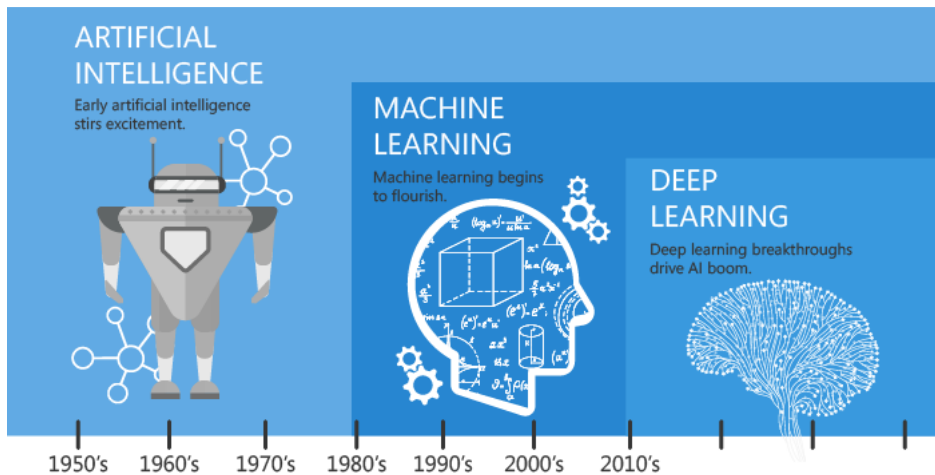 ARTIFICIAL
INTELLIGENCE
Early artificial intelligence
stirs excitement.
MACHINE
LEARNING
Machine learning begins
to flourish.
DEEP
LEARNING
Deep learning breakthroughs
drive AI boom.
1950's 1960's 1970's 1980's 1990's 2000's 2010's